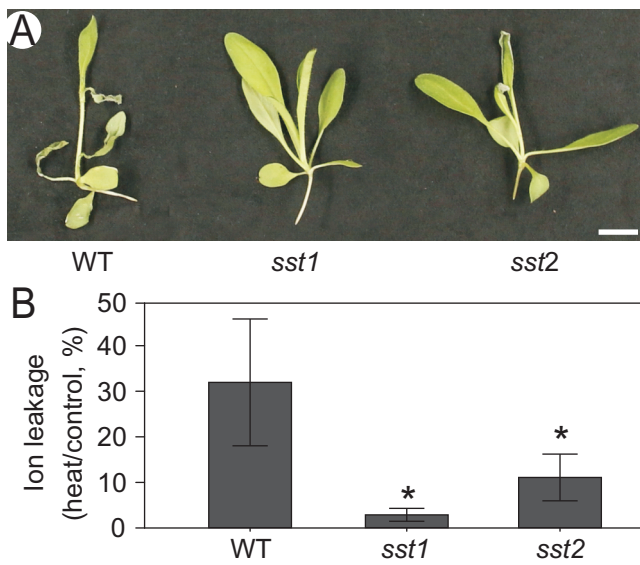 A
WT sst1 sst2
B
Ion leakage
(heat/control, %)
50
40
30
20
10
0
*
*
WT sst1 sst2